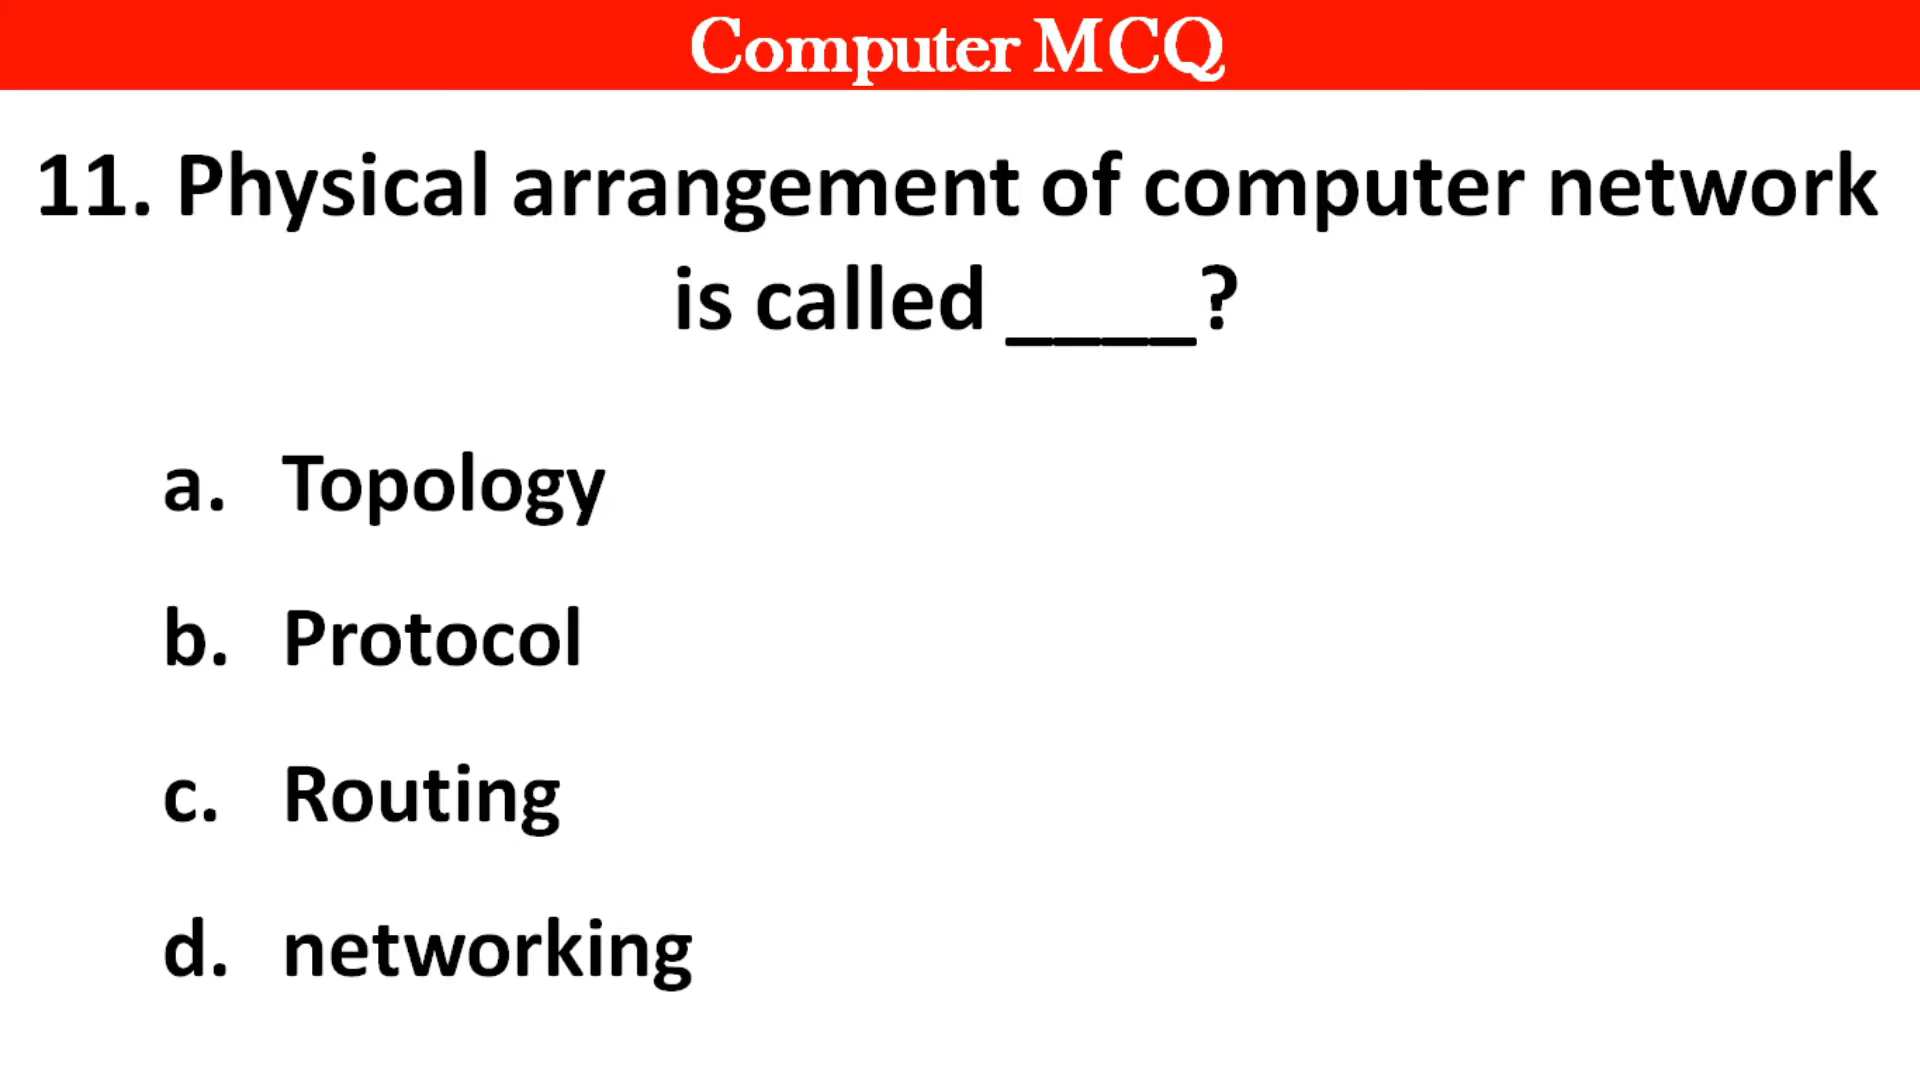 Computer MCQ
11. Physical arrangement of computer network
is called ____?
a. Topology
b. Protocol
c. Routing
d. networking